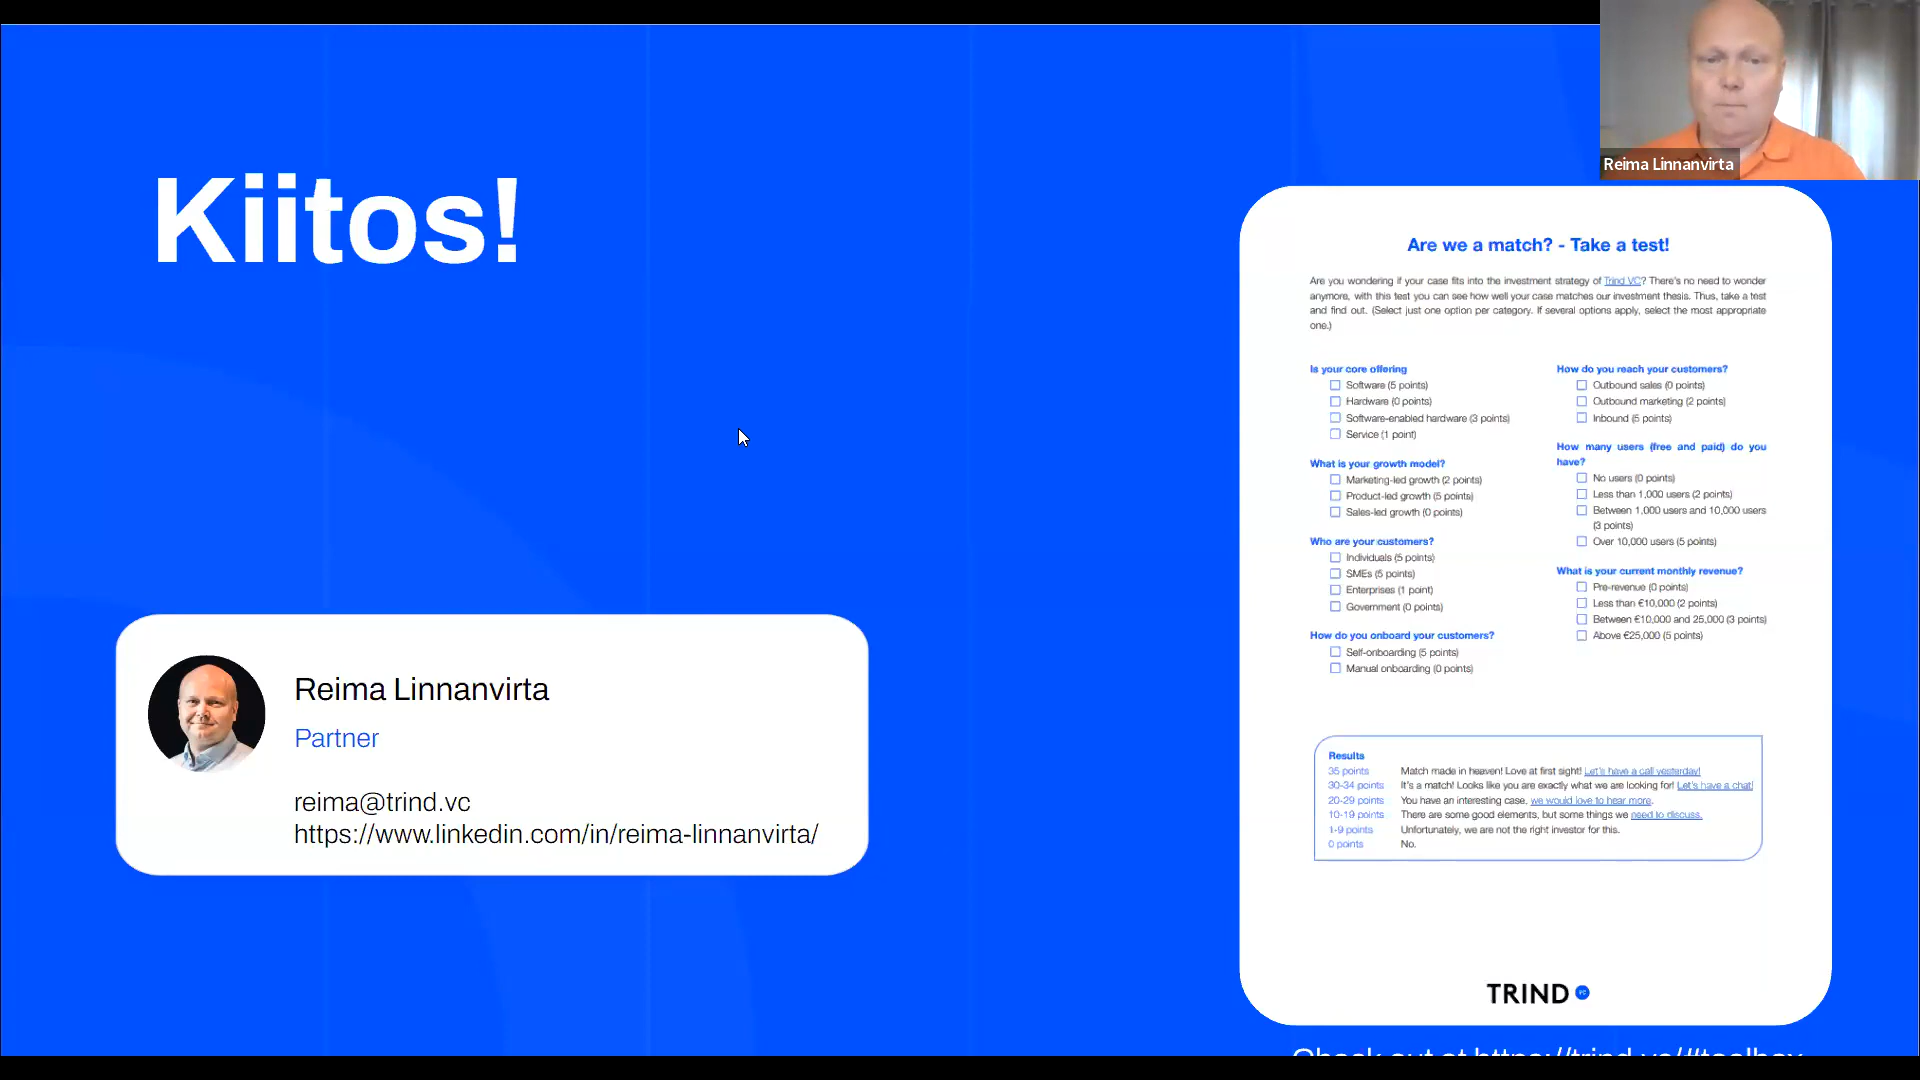 Kiitos!
Reima Linnanvirta
Reima Linnanvirta
Partner
reima@trind.vc
https://www.linkedin.com/in/reima-linnanvirta/
Are we a match? - Take a test!
Are you wondering if your case fits into the investment strategy of Trind VC? There's no need to wonder
anymore, with this test you can see how well your case matches our investment thesis. Thus, take a test
and find out. (Select just one option per category. If several options apply, select the most appropriate
one.)
Is your core offering
Software (5 points)
Hardware (0 points)
Software-enabled hardware (3 points)
Service (1 point)
What is your growth model?
Marketing-led growth (2 points)
Product-led growth (5 points)
Sales-led growth (0 points)
Who are your customers?
Individuals (5 points)
SMEs (5 points)
Enterprises (1 point)
Government (0 points)
How do you onboard your customers?
Self-onboarding (5 points)
Manual onboarding (0 points)
How do you reach your customers?
Outbound sales (0 points)
Outbound marketing (2 points)
Inbound (5 points)
How many users (free and paid) do you
have?
No users (0 points)
Less than 1,000 users (2 points)
Between 1,000 users and 10,000 users
(3 points)
Over 10,000 users (5 points)
What is your current monthly revenue?
Pre-revenue (0 points)
Less than €10,000 (2 points)
Between €10,000 and 25,000 (3 points)
Above €25,000 (5 points)
Results
35 points Match made in heaven! Love at first sight! Let's have a call yesterday!
30-34 points It's a match! Looks like you are exactly what we are looking for! Let's have a chat!
20-29 points You have an interesting case, we would love to hear more.
10-19 points There are some good elements, but some things we need to discuss.
1-9 points Unfortunately, we are not the right investor for this.
0 points No.
TRIND
Check out at https://trind.vc/#toolbox